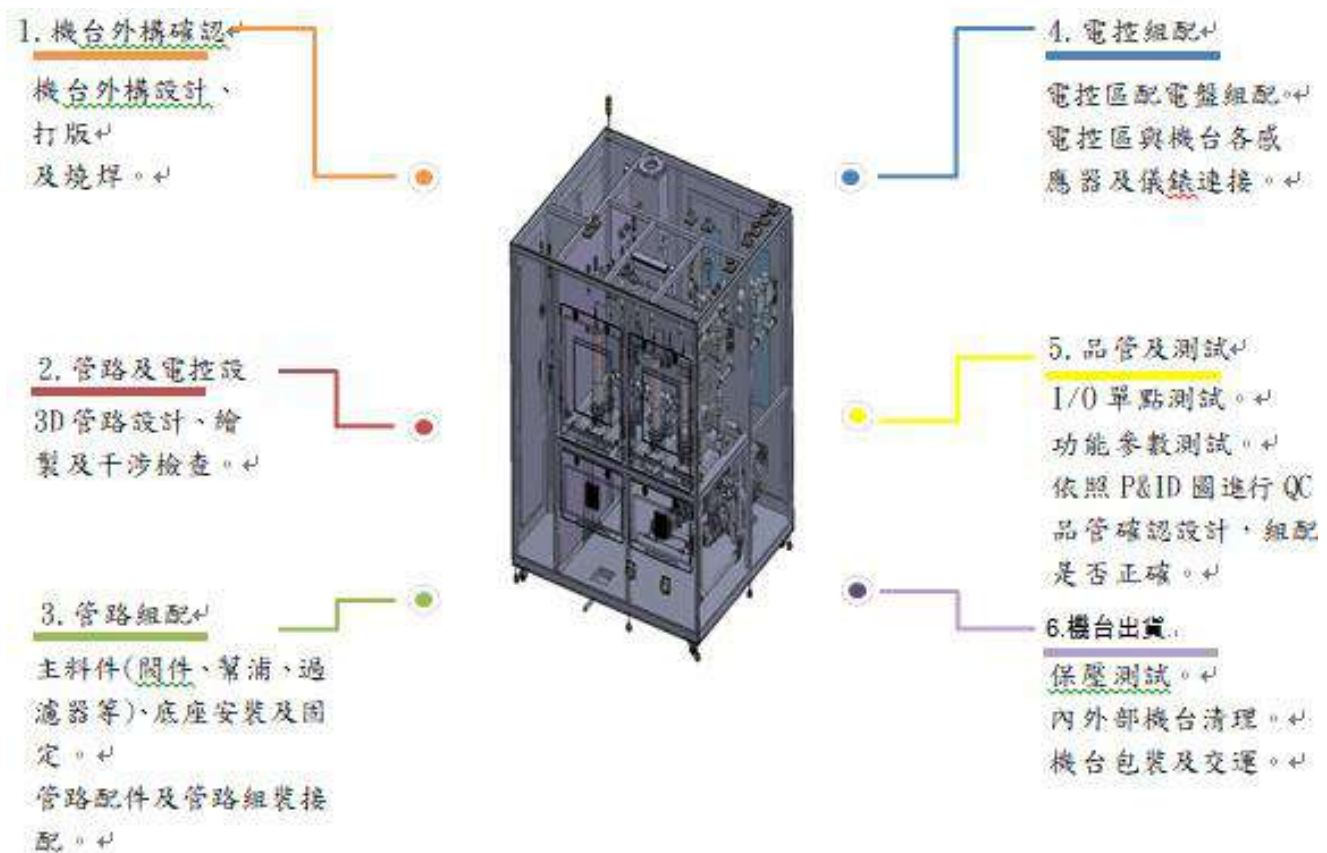 1. 機台外構確認
機台外構設計、
打版
及燒焊。
2. 管路及電控設
3D 管路設計、繪
製及干涉檢查。
3. 管路組配
主料件(閥件、幫浦、過
濾器等)、底座安裝及固
定。
管路配件及管路組裝接
配。
4. 電控組配
電控區配電盤組配。
電控區與機台各感
應器及儀錶連接。
5. 品管及測試
I/O 單點測試。
功能參數測試。
依照 P&ID 圖進行 QC
品管確認設計，組配
是否正確。
6.機台出貨
保壓測試。
內外部機台清理。
機台包裝及交運。